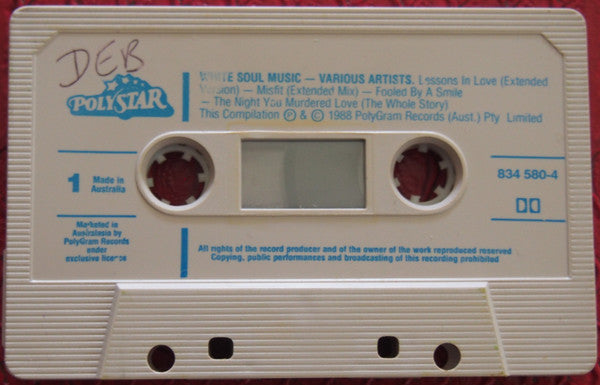 DEB
POLYSTAR
WHITE SOUL MUSIC — VARIOUS ARTISTS. Lessons In Love (Extended
Version) — Misfit (Extended Mix) — Fooled By A Smile
— The Night You Murdered Love (The Whole Story)
This Compilation Ⓟ & © 1988 PolyGram Records (Aust.) Pty Limited
1
Made in
Australia
834 580-4
Marketed in
Australasia by
PolyGram Records
under
exclusive licence
All rights of the record producer and of the owner of the work reproduced reserved
Copying, public performances and broadcasting of this recording prohibited